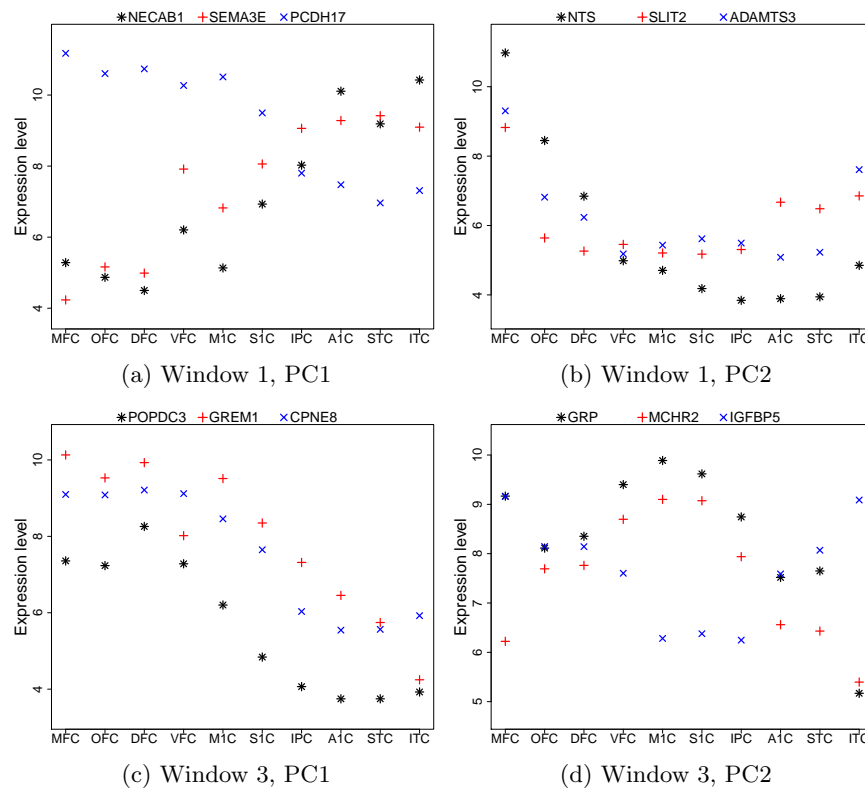 NECAB1 SEMA3E PCDH17
Expression level
4 6 8 10
MFC OFC DFC VFC M1C S1C IPC A1C STC ITC
(a) Window 1, PC1
NTS SLIT2 ADAMTS3
Expression level
4 6 8 10
MFC OFC DFC VFC M1C S1C IPC A1C STC ITC
(b) Window 1, PC2
POPDC3 GREM1 CPNE8
Expression level
4 6 8 10
MFC OFC DFC VFC M1C S1C IPC A1C STC ITC
(c) Window 3, PC1
GRP MCHR2 IGFBP5
Expression level
5 6 7 8 9 10
MFC OFC DFC VFC M1C S1C IPC A1C STC ITC
(d) Window 3, PC2